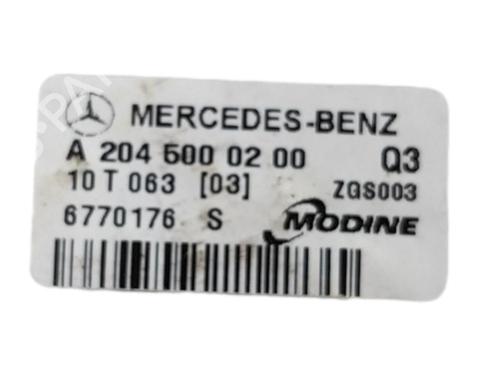 MERCEDES-BENZ
A 204 500 02 00 Q3
10 T 063 [03] ZGS003
6770176 S MODINE